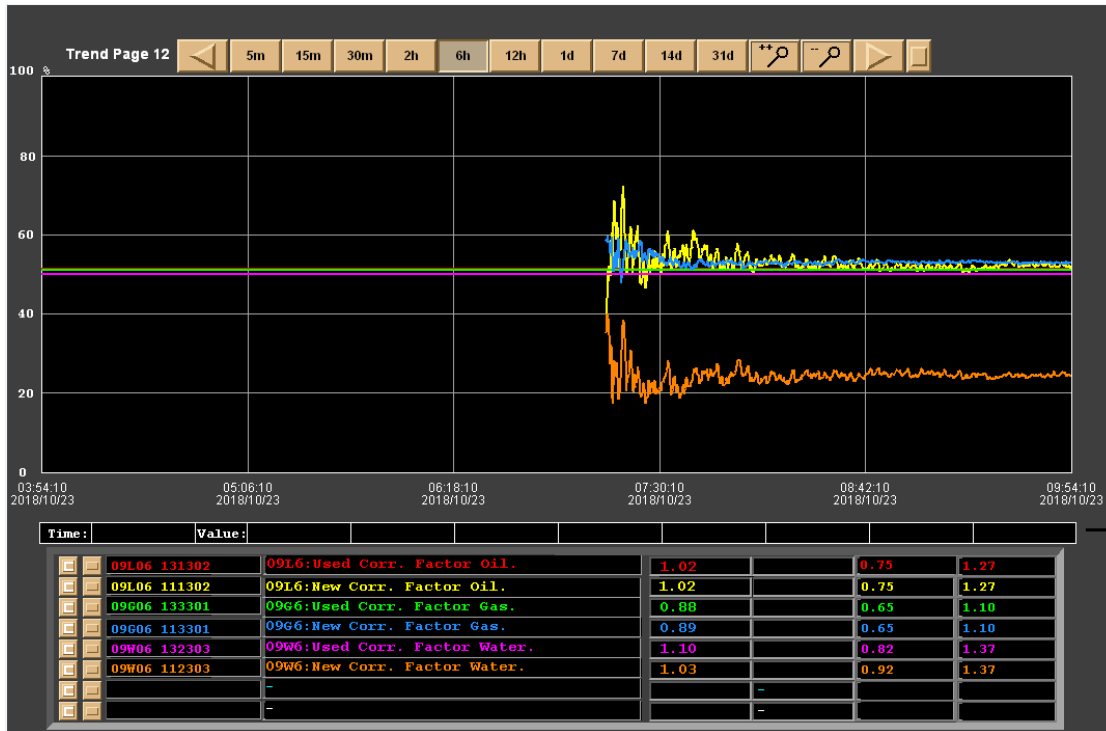 Trend Page 12 5m 15m 30m 2h 6h 12h 1d 7d 14d 31d ++ --
100 %
80
60
40
20
0
03:54:10 05:06:10 06:18:10 07:30:10 08:42:10 09:54:10
2018/10/23 2018/10/23 2018/10/23 2018/10/23 2018/10/23 2018/10/23
Time: Value:
09L06 131302 09L6:Used Corr. Factor Oil. 1.02 0.75 1.27
09L06 111302 09L6:New Corr. Factor Oil. 1.02 0.75 1.27
09G06 133301 09G6:Used Corr. Factor Gas. 0.88 0.65 1.10
09G06 113301 09G6:New Corr. Factor Gas. 0.89 0.65 1.10
09W06 132303 09W6:Used Corr. Factor Water. 1.10 0.82 1.37
09W06 112303 09W6:New Corr. Factor Water. 1.03 0.92 1.37
- -
- -